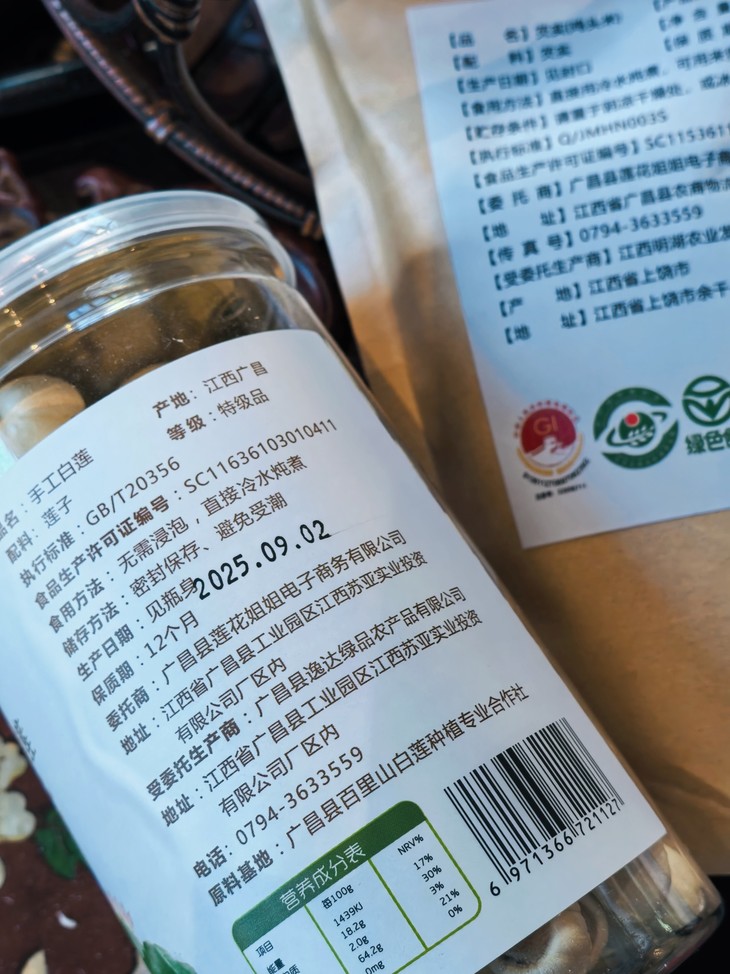 产地：江西广昌
等级：特级品
品名：手工白莲
配料：莲子
执行标准：GB/T20356
食品生产许可证编号：SC11636103010411
食用方法：无需浸泡，直接冷水炖煮
储存方法：密封保存、避免受潮
生产日期：见瓶身
2025.09.02
保质期：12个月
委托商：广昌县莲花姐姐电子商务有限公司
地址：江西省广昌县工业园区江西苏亚实业投资
有限公司厂区内
受委托生产商：广昌县逸达绿品农产品有限公司
地址：江西省广昌县工业园区江西苏亚实业投资
有限公司厂区内
电话：0794-3633559
原料基地：广昌县百里山白莲种植专业合作社
营养成分表
项目 每100g NRV%
能量 1439KJ 17%
18.2g 30%
2.0g 3%
64.2g 21%
0mg 0%
6971366721127
【品 名】芡实(鸡头米)
【配 料】芡实
【生产日期】见封口
【食用方法】直接用冷水炖煮，可用来
【贮存条件】请置于阴凉干燥处，或冰
【执行标准】Q/JMHN003S
【食品生产许可证编号】SC1153611
【委 托 商】广昌县莲花姐姐电子商
【地 址】江西省广昌县农商物流
【传 真 号】0794-3633559
【受委托生产商】江西明湖农业发
【产 地】江西省上饶市
【地 址】江西省上饶市余干
GI
绿色食